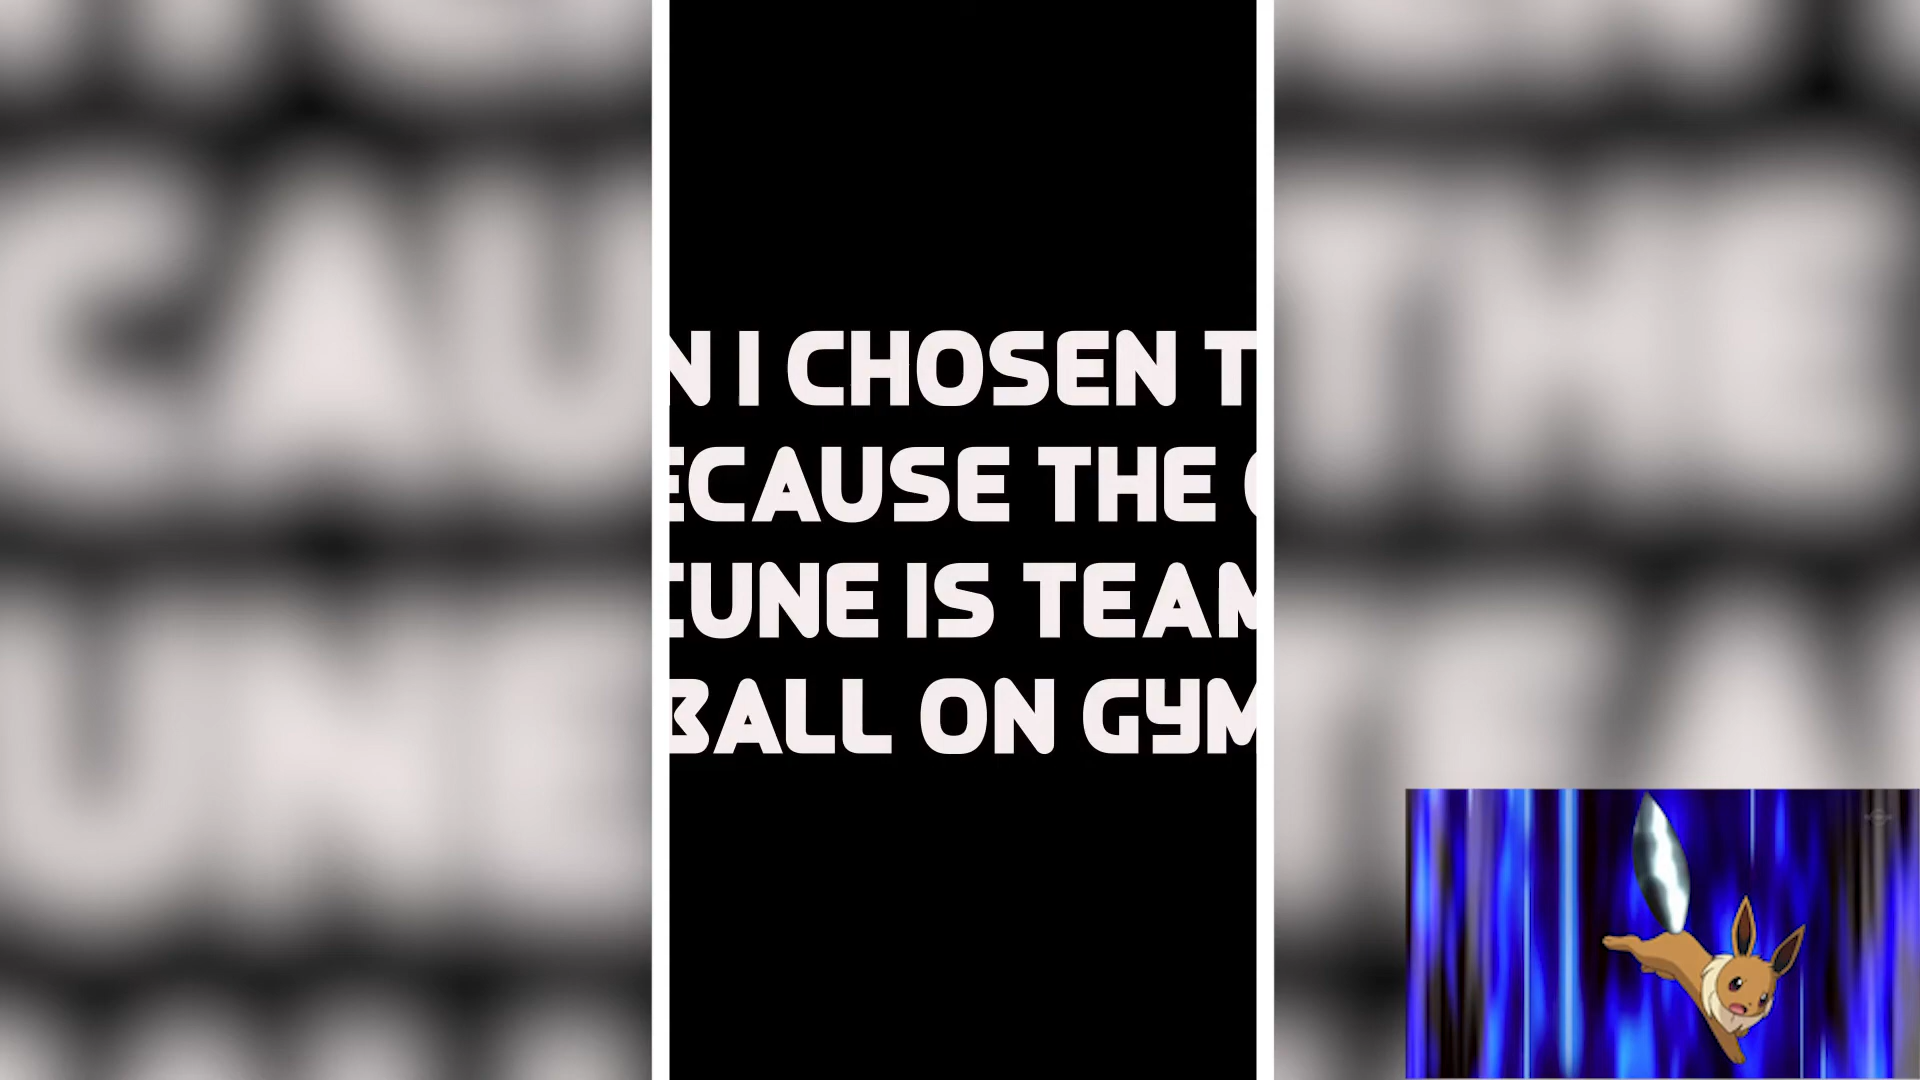 N I CHOSEN T
ECAUSE THE
CUNE IS TEAM
BALL ON GYM